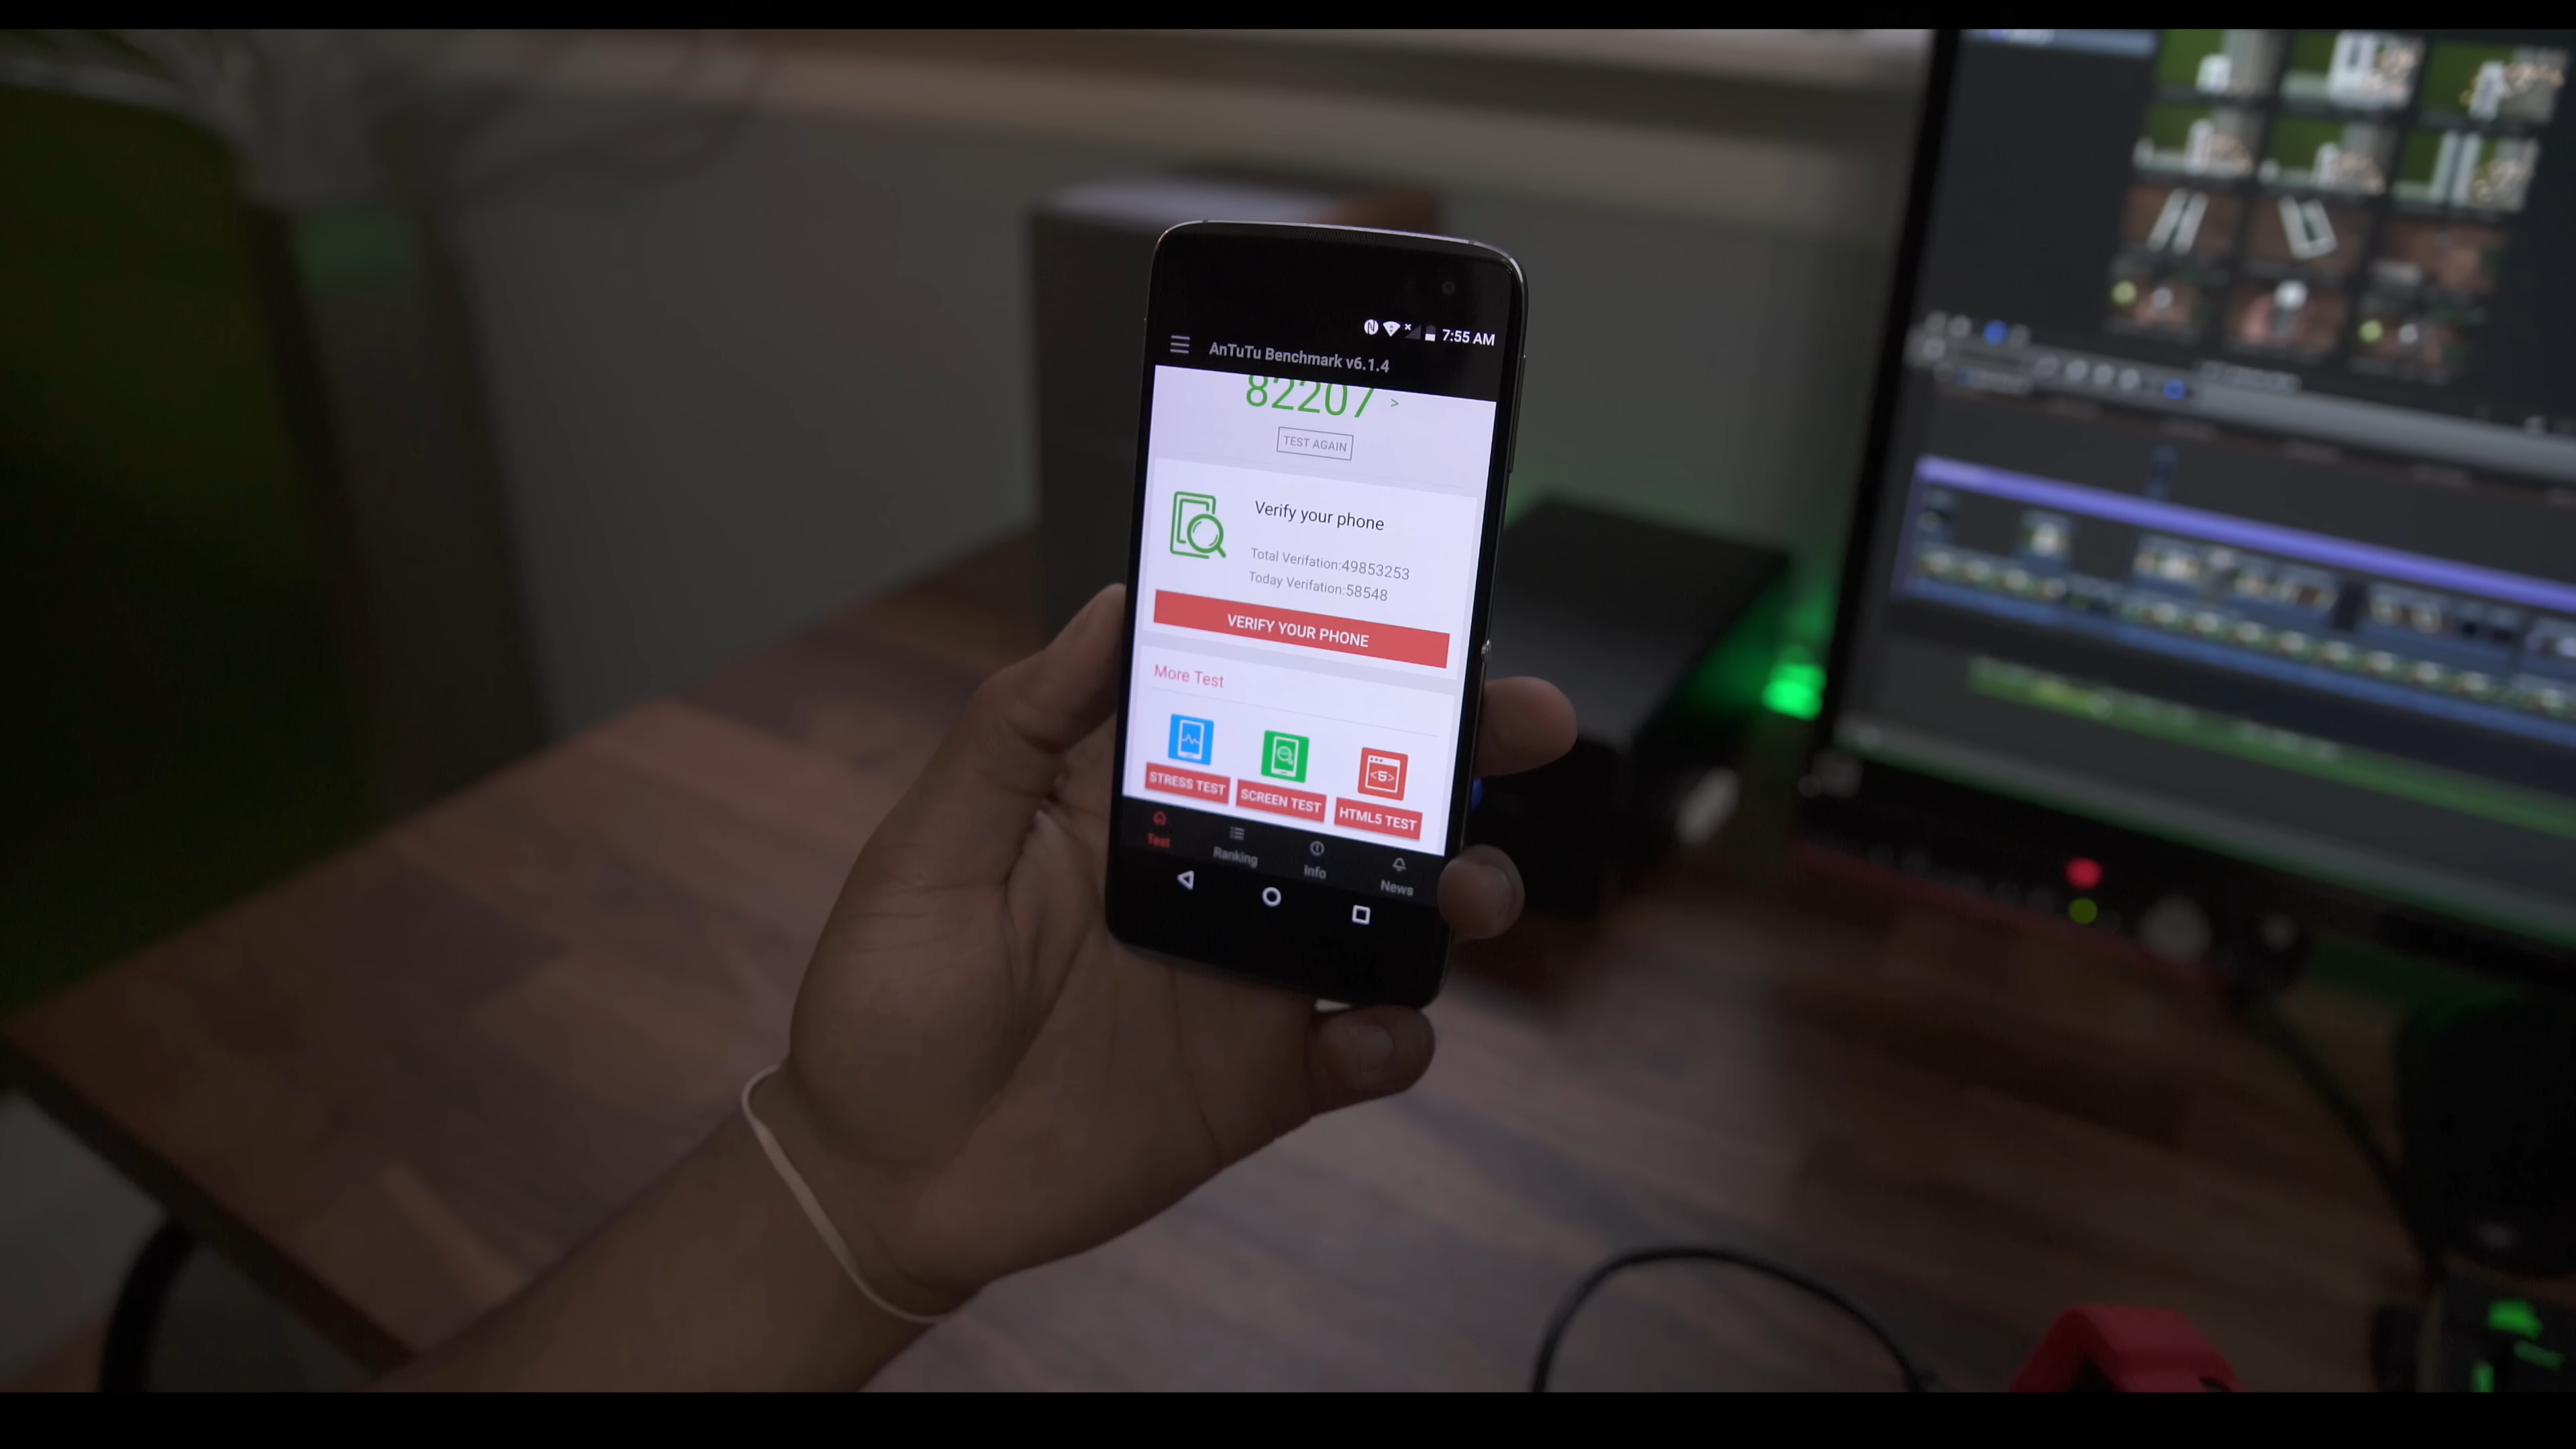 7:55 AM
AnTuTu Benchmark v6.1.4
82207 >
TEST AGAIN
Verify your phone
Total Verifation:49853253
Today Verifation:58548
VERIFY YOUR PHONE
More Test
STRESS TEST
SCREEN TEST
HTML5 TEST
Test
Ranking
Info
News